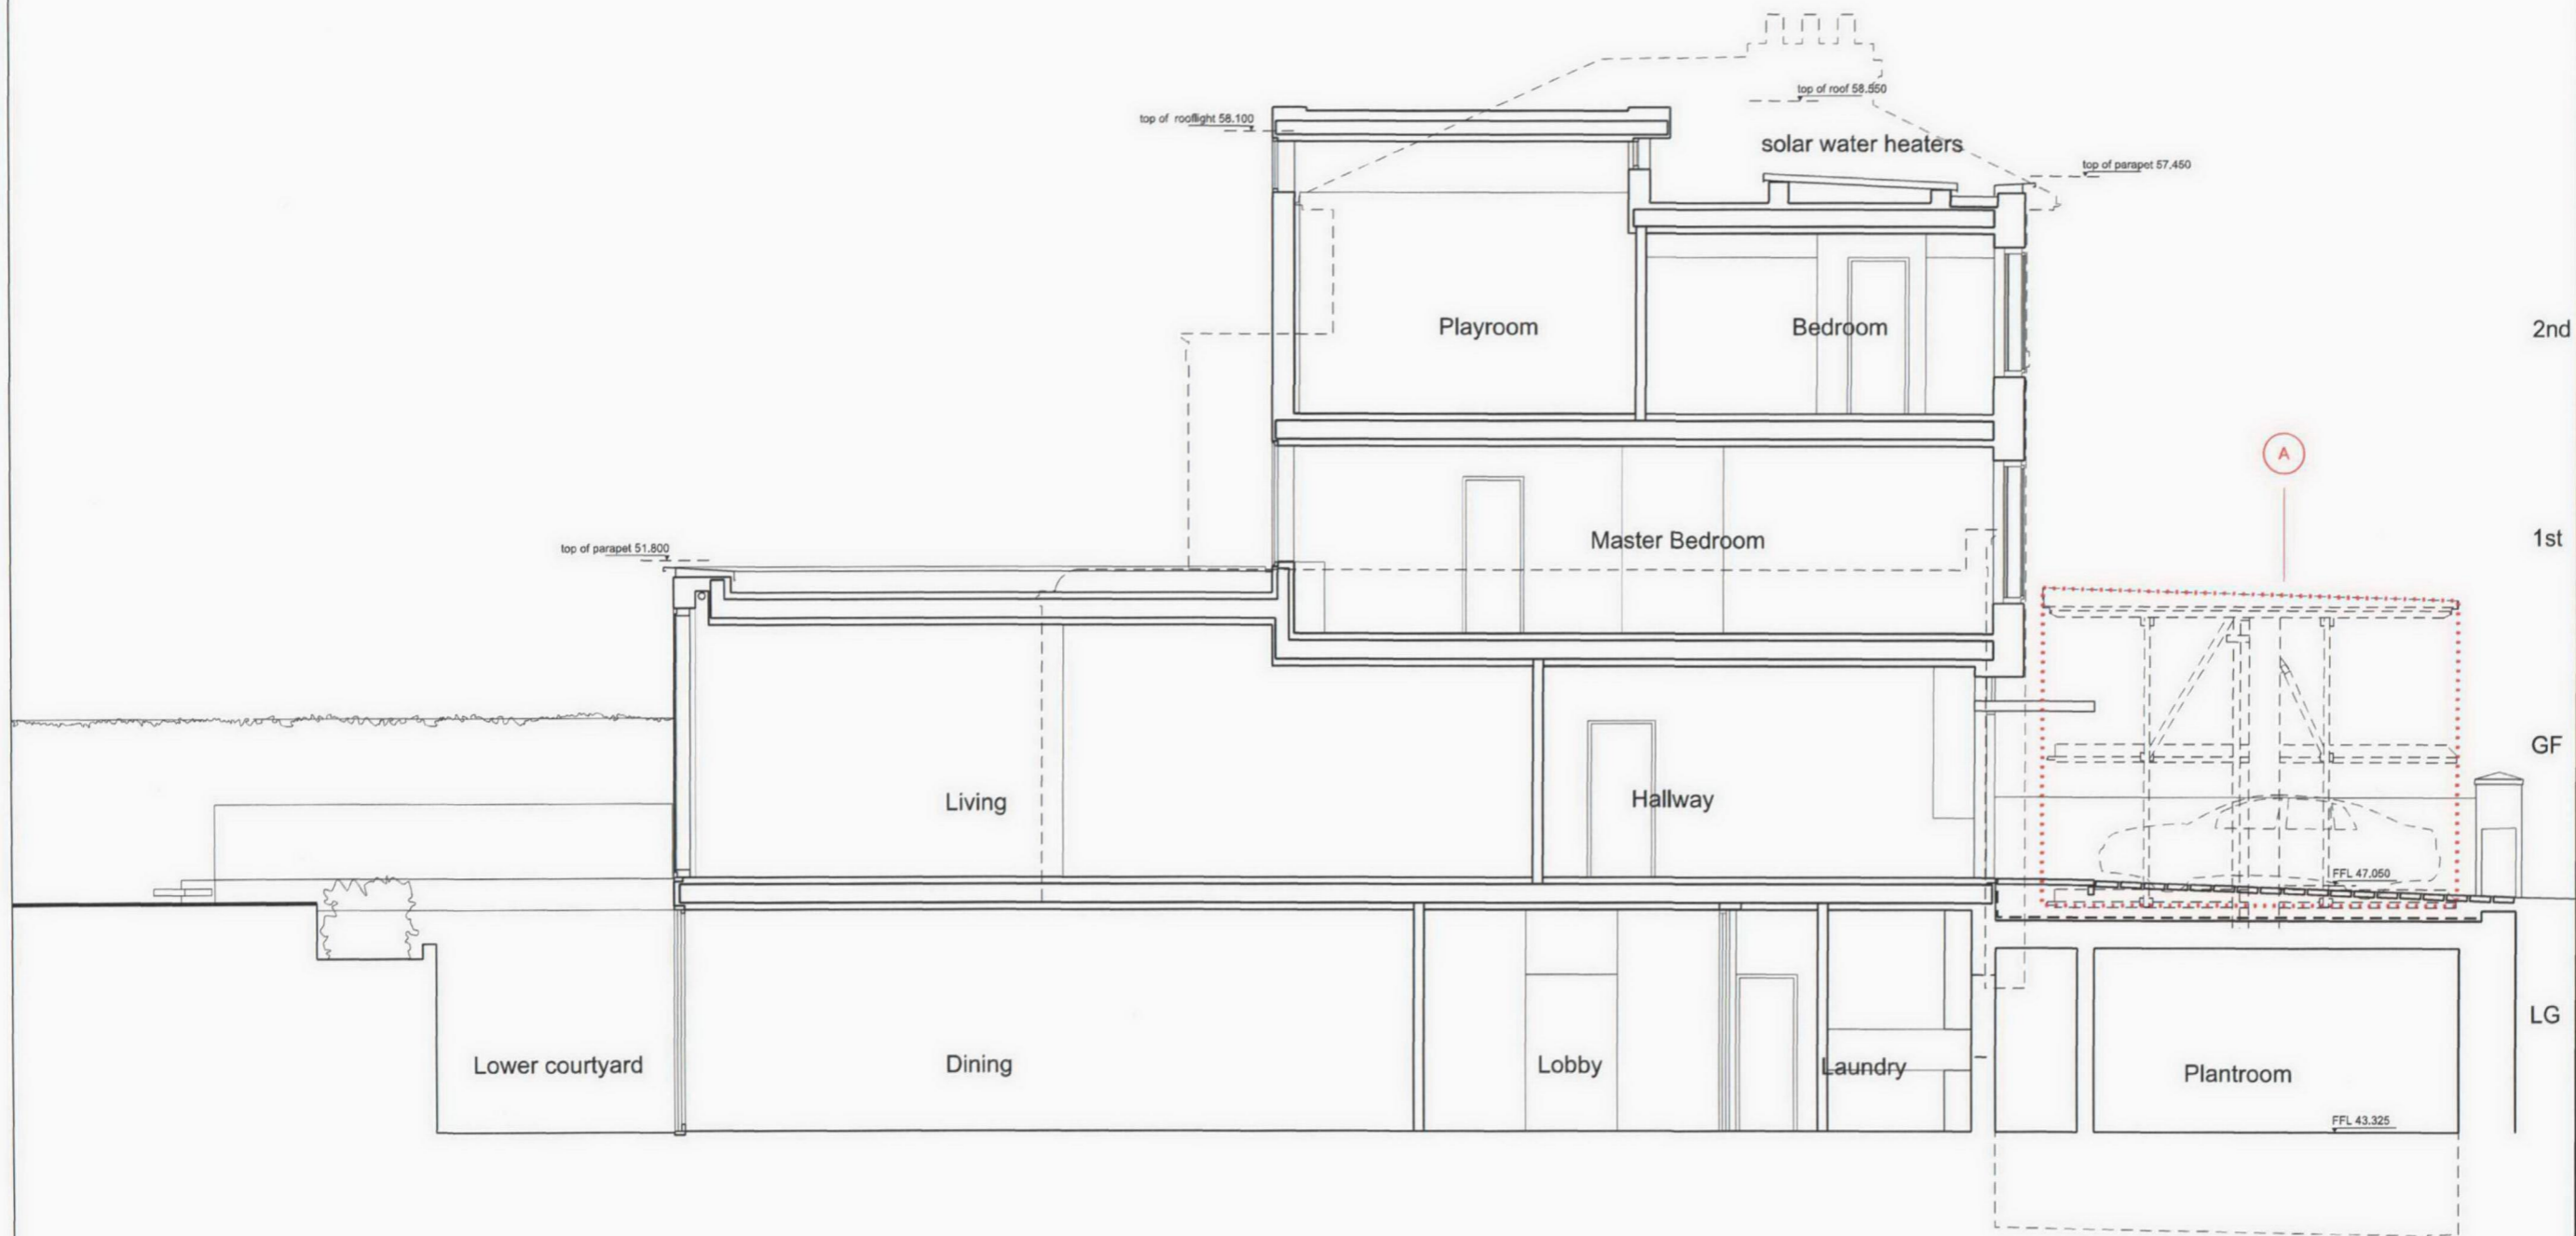 top of roof 58.550
top of rooflight 58.100
solar water heaters
top of parapet 57.450
Playroom
Bedroom
2nd
A
Master Bedroom
1st
top of parapet 51.800
GF
Living
Hallway
FFL 47.050
LG
Lower courtyard
Dining
Lobby
Laundry
Plantroom
FFL 43.325